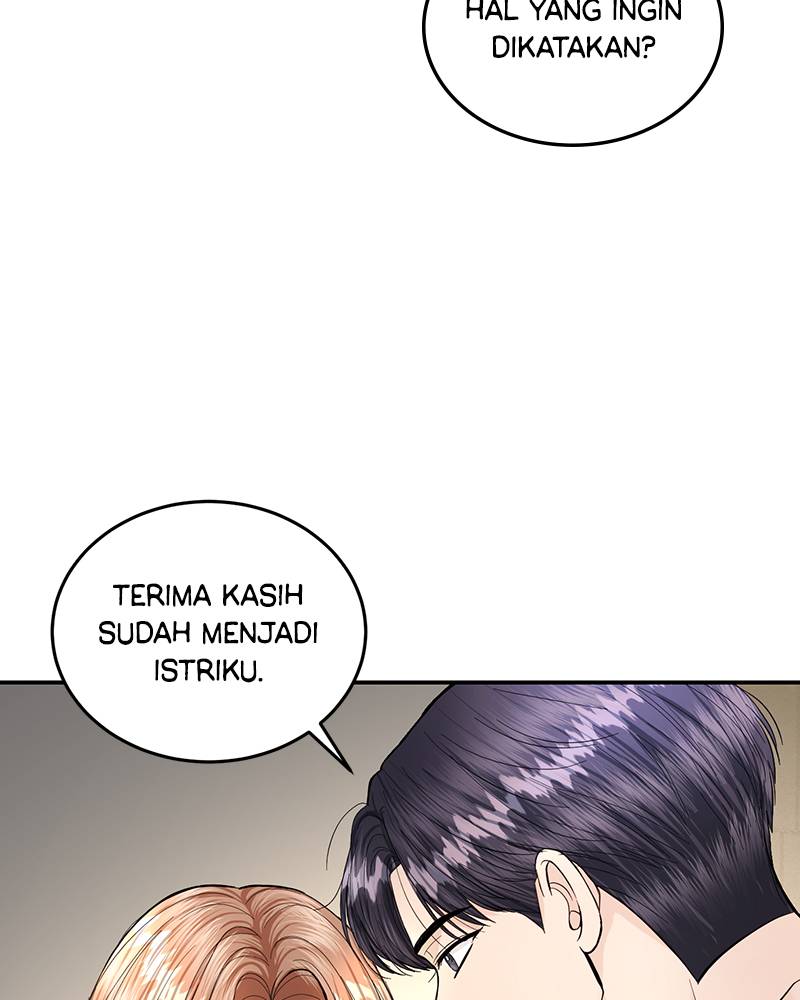 HAL YANG INGIN
DIKATAKAN?
TERIMA KASIH
SUDAH MENJADI
ISTRIKU.